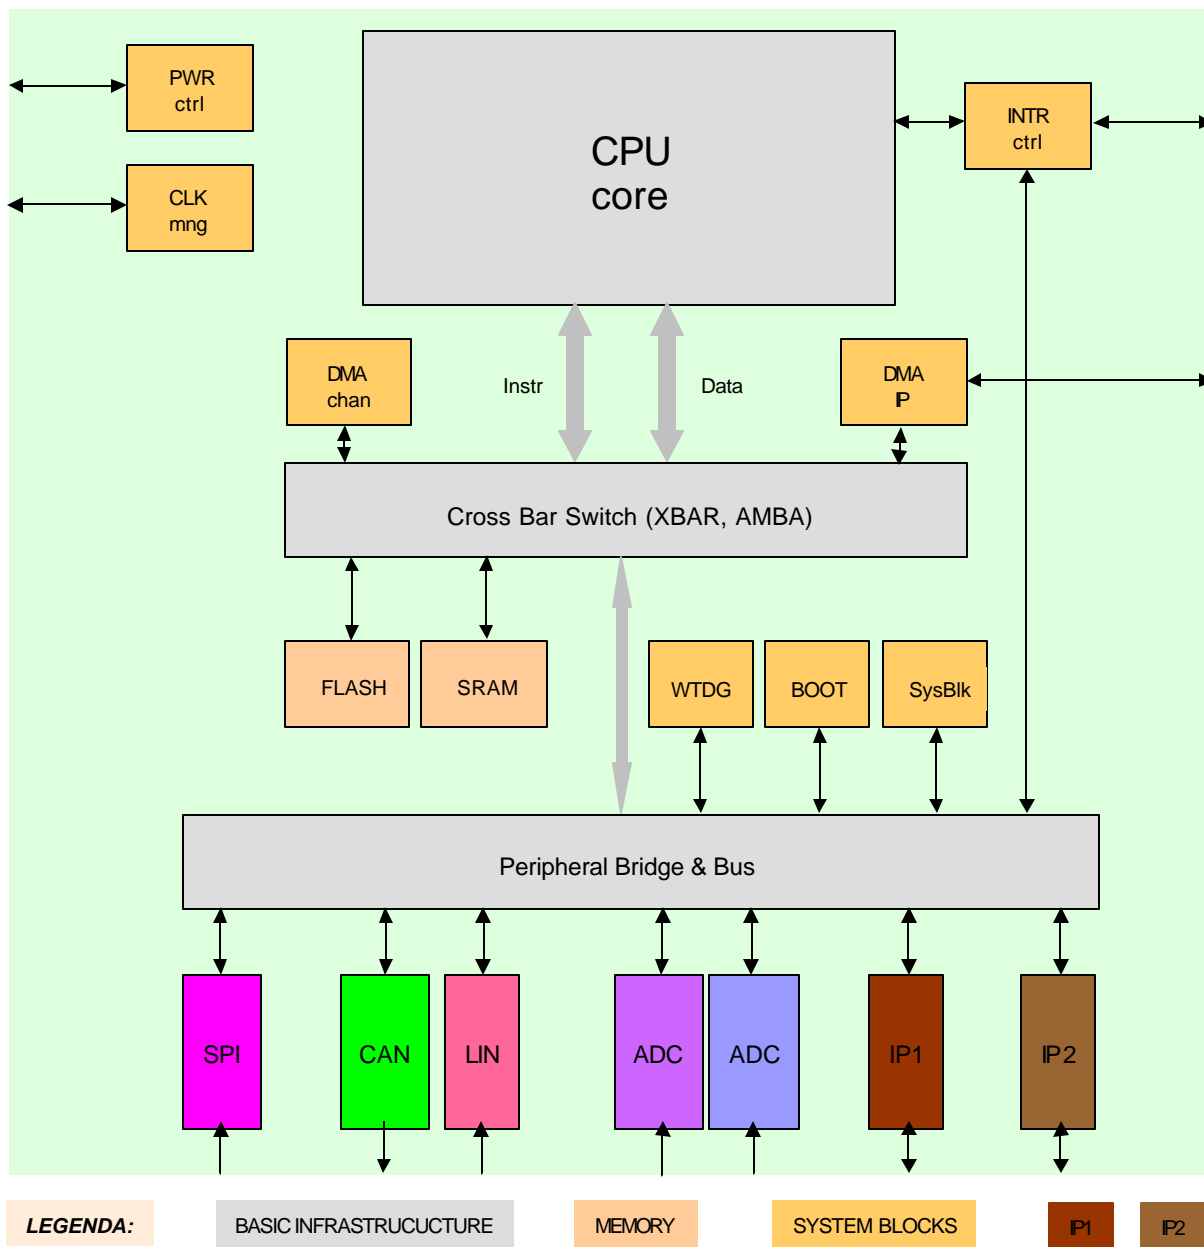 PWR
ctrl
CPU
core
INTR
ctrl
CLK
mng
DMA
chan
Instr
Data
DMA
IP
Cross Bar Switch (XBAR, AMBA)
FLASH
SRAM
WTDG
BOOT
SysBlk
Peripheral Bridge & Bus
SPI
CAN
LIN
ADC
ADC
IP1
IP2
LEGENDA:
BASIC INFRASTRUCUCTURE
MEMORY
SYSTEM BLOCKS
IP1
IP2